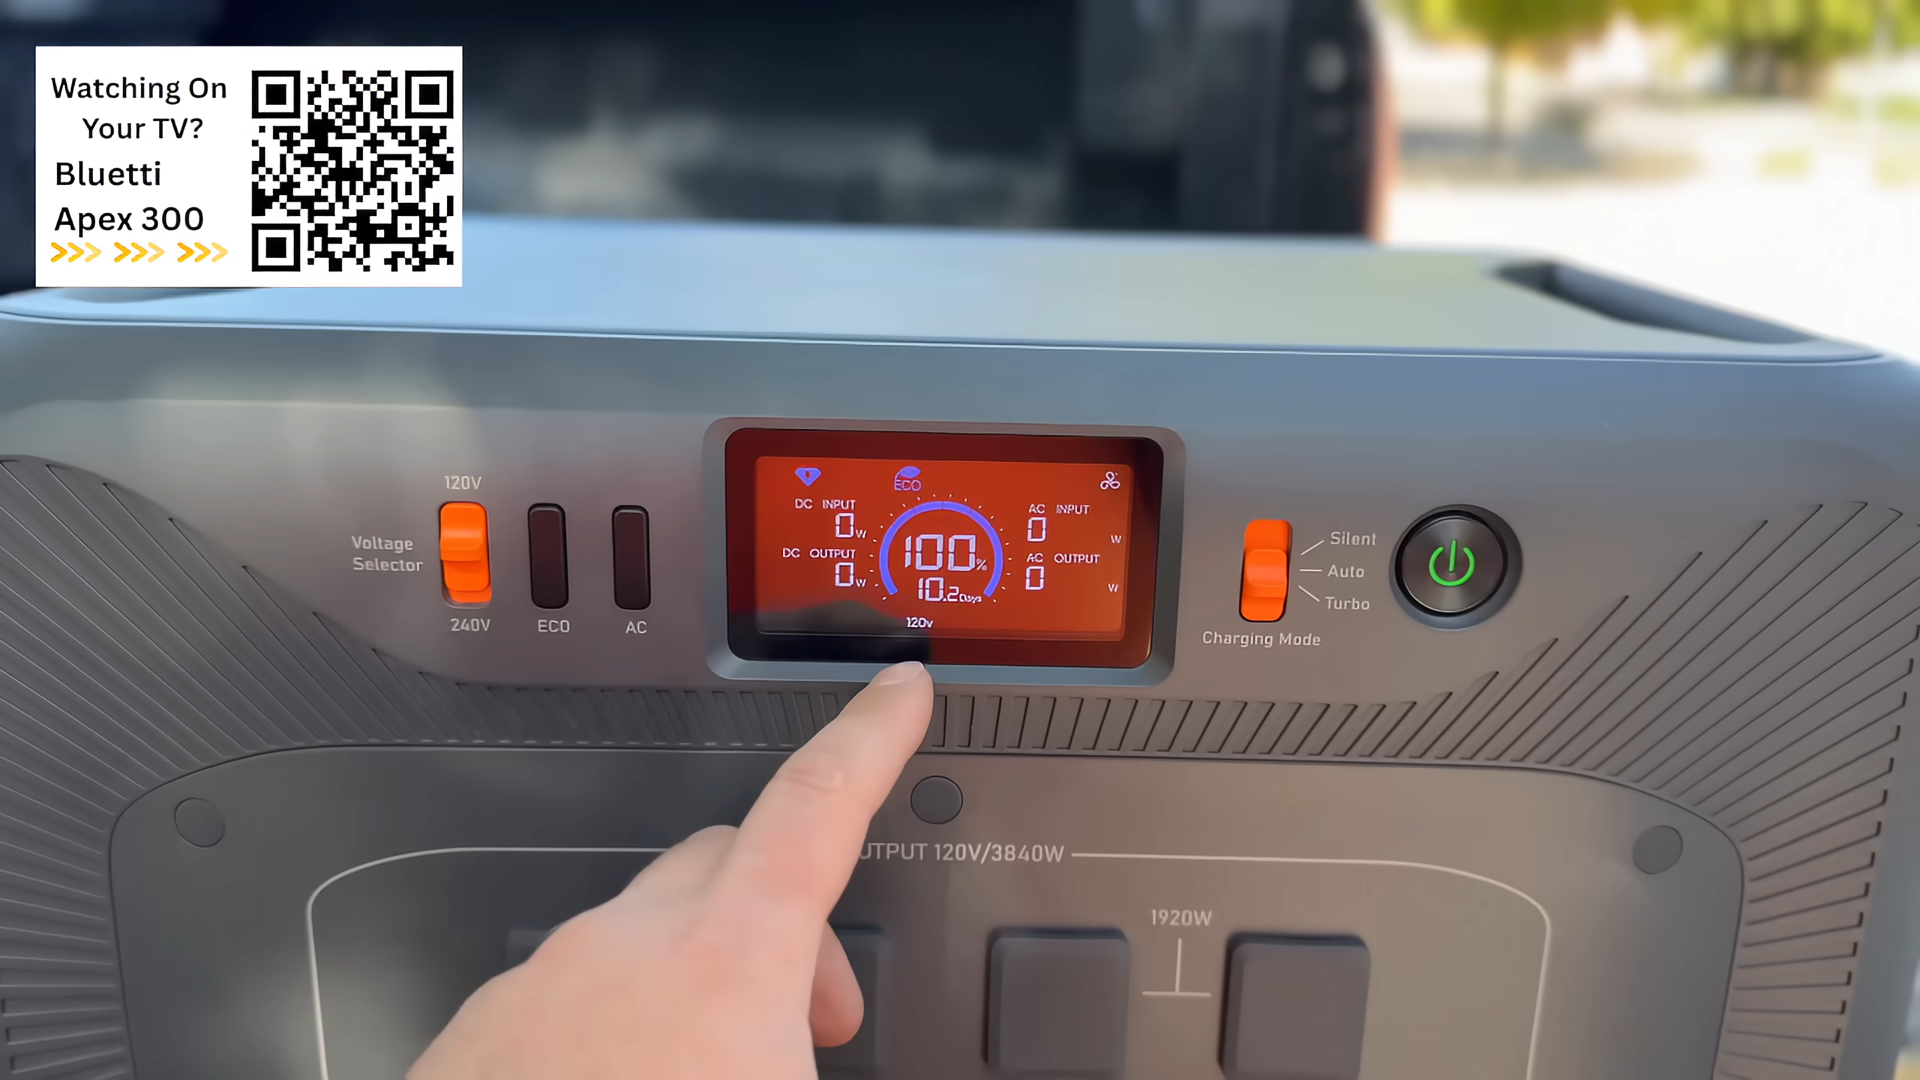 Watching On
Your TV?
Bluetti
Apex 300
120V
Voltage
Selector
240V
ECO
AC
ECO
DC INPUT
0W
DC OUTPUT
0W
100%
10.2Days
120V
AC INPUT
0 W
AC OUTPUT
0 W
Silent
Auto
Turbo
Charging Mode
UTPUT 120V/3840W
1920W